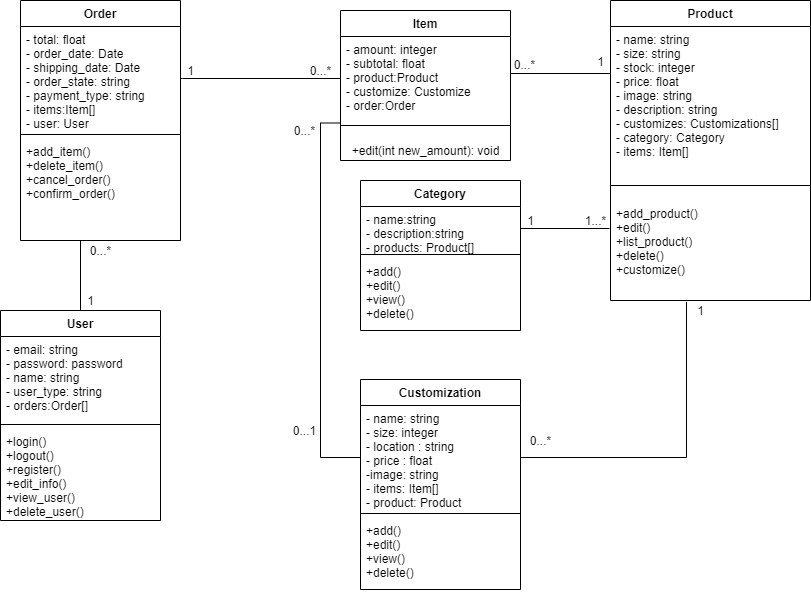 Order
- total: float
- order_date: Date
- shipping_date: Date
- order_state: string
- payment_type: string
- items:Item[]
- user: User
+add_item()
+delete_item()
+cancel_order()
+confirm_order()
1
0...*
Item
- amount: integer
- subtotal: float
- product:Product
- customize: Customize
- order:Order
+edit(int new_amount): void
0...*
1
0...*
Product
- name: string
- size: string
- stock: integer
- price: float
- image: string
- description: string
- customizes: Customizations[]
- category: Category
- items: Item[]
+add_product()
+edit()
+list_product()
+delete()
+customize()
Category
- name:string
- description:string
- products: Product[]
+add()
+edit()
+view()
+delete()
1
1...*
0...*
1
1
User
- email: string
- password: password
- name: string
- user_type: string
- orders:Order[]
+login()
+logout()
+register()
+edit_info()
+view_user()
+delete_user()
Customization
- name: string
- size: integer
- location : string
- price : float
-image: string
- items: Item[]
- product: Product
+add()
+edit()
+view()
+delete()
0...1
0...*